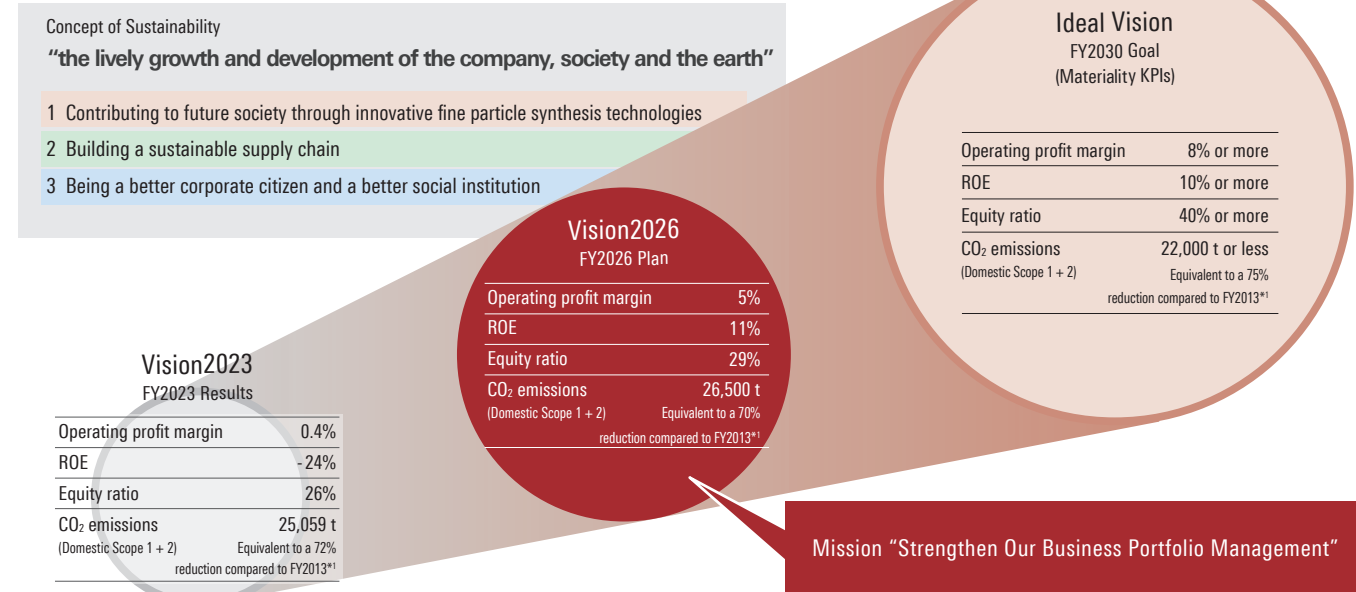 Concept of Sustainability
“the lively growth and development of the company, society and the earth”
1 Contributing to future society through innovative fine particle synthesis technologies
2 Building a sustainable supply chain
3 Being a better corporate citizen and a better social institution
Vision2023
FY2023 Results
Operating profit margin 0.4%
ROE -24%
Equity ratio 26%
CO₂ emissions 25,059 t
(Domestic Scope 1 + 2) Equivalent to a 72%
reduction compared to FY2013*¹
Vision2026
FY2026 Plan
Operating profit margin 5%
ROE 11%
Equity ratio 29%
CO₂ emissions 26,500 t
(Domestic Scope 1 + 2) Equivalent to a 70%
reduction compared to FY2013*¹
Ideal Vision
FY2030 Goal
(Materiality KPIs)
Operating profit margin 8% or more
ROE 10% or more
Equity ratio 40% or more
CO₂ emissions 22,000 t or less
(Domestic Scope 1 + 2) Equivalent to a 75%
reduction compared to FY2013*¹
Mission “Strengthen Our Business Portfolio Management”